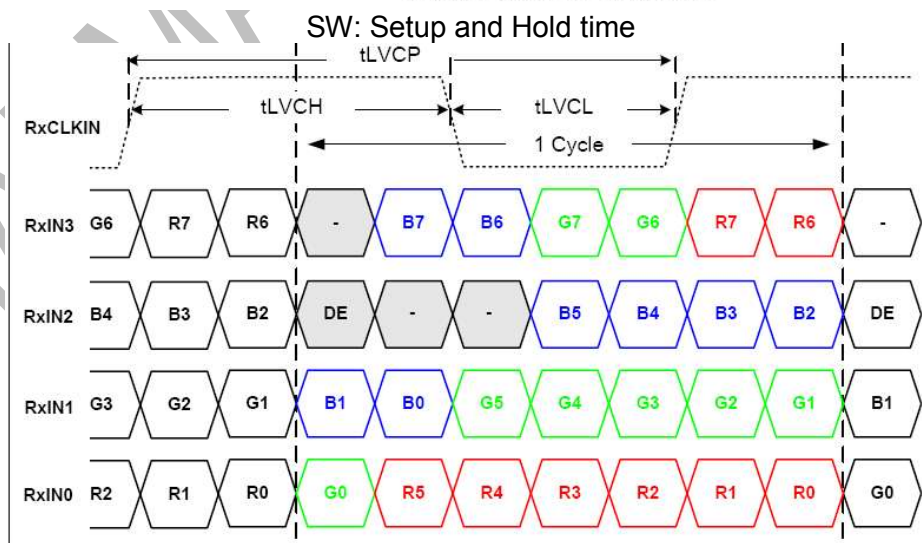 SW: Setup and Hold time
tLVCP
tLVCH tLVCL
RxCLKIN
1 Cycle
RxIN3 G6 R7 R6 - B7 B6 G7 G6 R7 R6 -
RxIN2 B4 B3 B2 DE - - B5 B4 B3 B2 DE
RxIN1 G3 G2 G1 B1 B0 G5 G4 G3 G2 G1 B1
RxIN0 R2 R1 R0 G0 R5 R4 R3 R2 R1 R0 G0